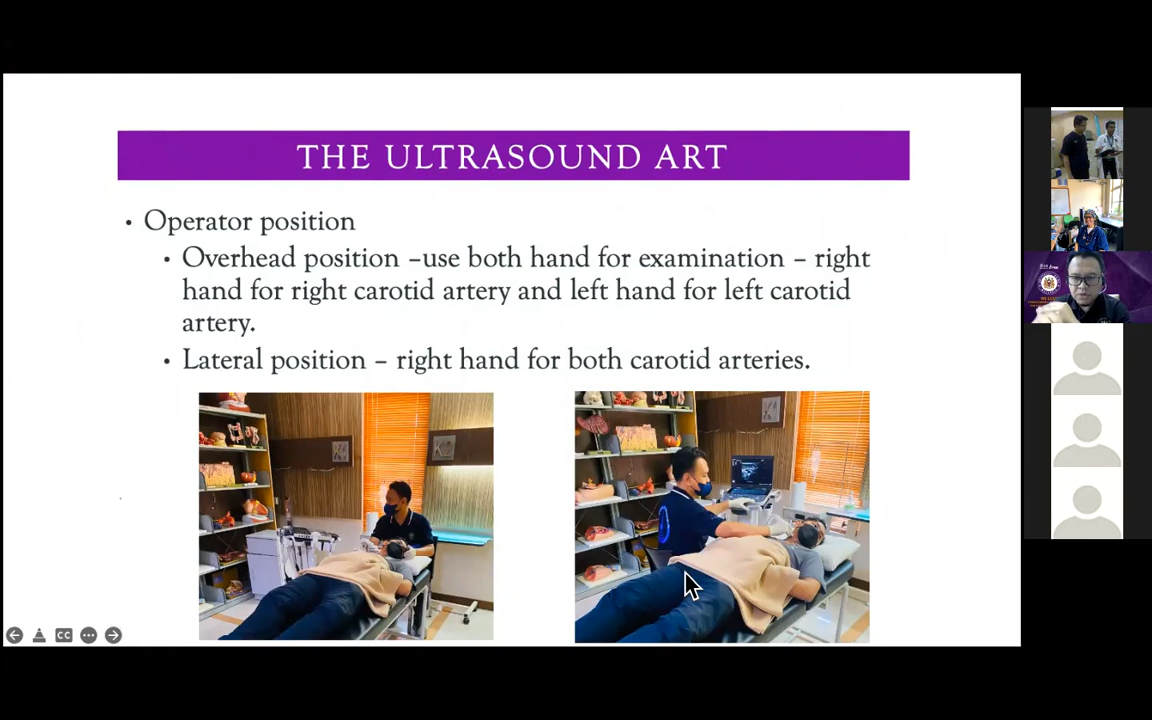 THE ULTRASOUND ART
• Operator position
• Overhead position –use both hand for examination – right
hand for right carotid artery and left hand for left carotid
artery.
• Lateral position – right hand for both carotid arteries.
CC